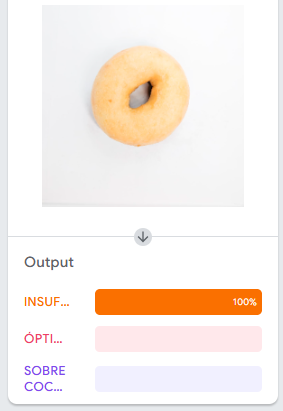 Output
INSUF...
100%
ÓPTI...
SOBRE
COC...